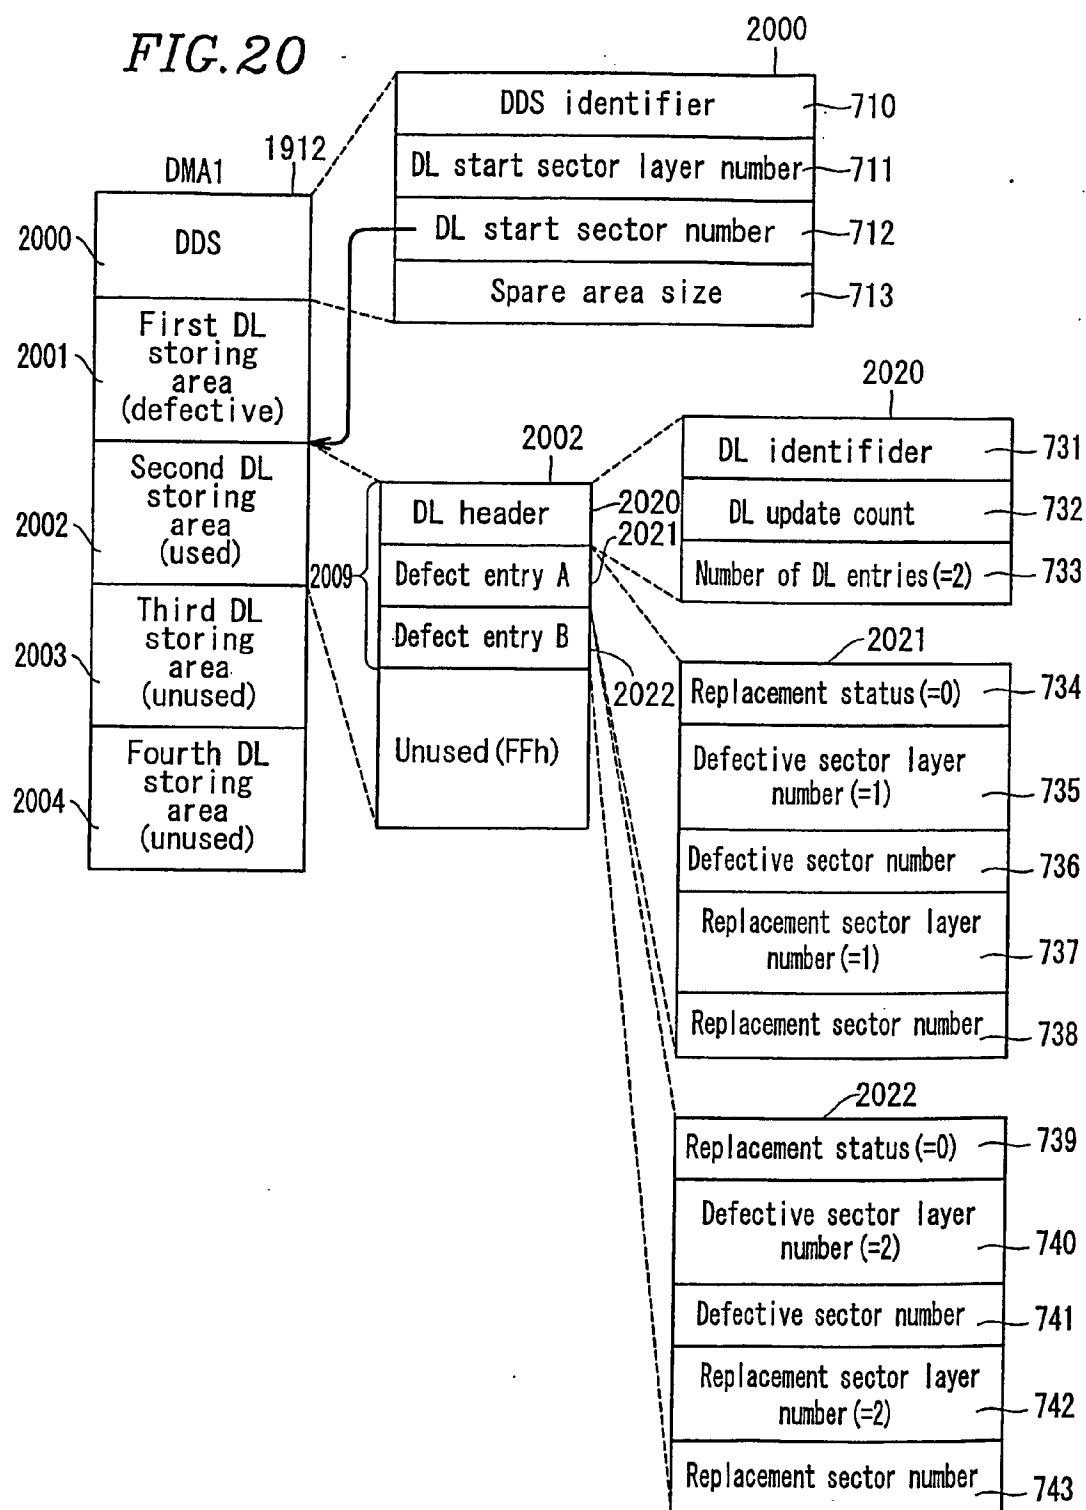 FIG. 20
2000
DDS identifier
710
DL start sector layer number
711
DL start sector number
712
Spare area size
713
DMA1
1912
2000
DDS
2001
First DL
storing
area
(defective)
2002
Second DL
storing
area
(used)
2003
Third DL
storing
area
(unused)
2004
Fourth DL
storing
area
(unused)
2002
2009
DL header
2020
2021
Defect entry A
Defect entry B
2022
Unused (FFh)
2020
DL identifider
731
DL update count
732
Number of DL entries (=2)
733
2021
Replacement status (=0)
734
Defective sector layer
number (=1)
735
Defective sector number
736
Replacement sector layer
number (=1)
737
Replacement sector number
738
2022
Replacement status (=0)
739
Defective sector layer
number (=2)
740
Defective sector number
741
Replacement sector layer
number (=2)
742
Replacement sector number
743